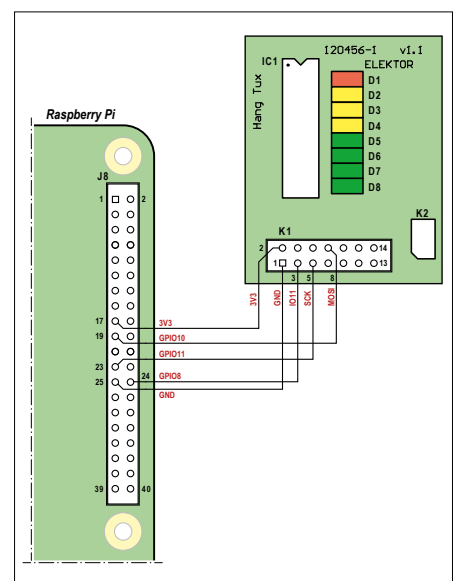 120456-1 v1.1
ELEKTOR
IC1
Hang Tux
D1
D2
D3
D4
D5
D6
D7
D8
K2
K1
2
14
1
3
5
8
13
3V3
GND
IO11
SCK
MOSI
Raspberry Pi
J8
1
2
17
3V3
19
GPIO10
GPIO11
23
24
GPIO8
25
GND
39
40